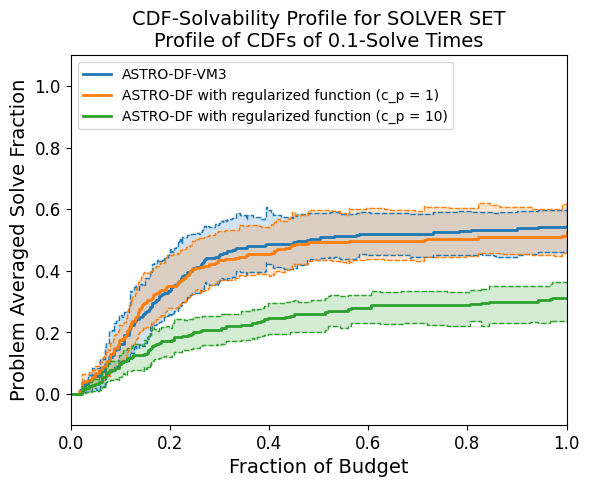 CDF-Solvability Profile for SOLVER SET
Profile of CDFs of 0.1-Solve Times
ASTRO-DF-VM3
ASTRO-DF with regularized function (c_p = 1)
ASTRO-DF with regularized function (c_p = 10)
Problem Averaged Solve Fraction
1.0
0.8
0.6
0.4
0.2
0.0
0.0 0.2 0.4 0.6 0.8 1.0
Fraction of Budget